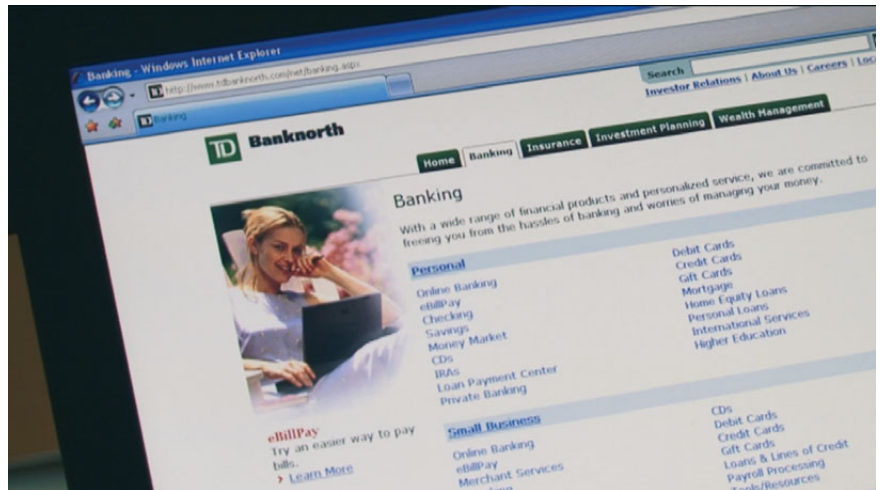 Banking - Windows Internet Explorer
http://www.tdbanknorth.com/net/banking.aspx
Banking
Search
Investor Relations | About Us | Careers |
TD Banknorth
Home Banking Insurance Investment Planning Wealth Management
Banking
With a wide range of financial products and personalized service, we are committed to
freeing you from the hassles of banking and worries of managing your money.
Personal
Online Banking
eBillPay
Checking
Savings
Money Market
CDs
IRAs
Loan Payment Center
Private Banking
Debit Cards
Credit Cards
Gift Cards
Mortgage
Home Equity Loans
Personal Loans
International Services
Higher Education
eBillPay
Try an easier way to pay
bills.
Learn More
Small Business
Online Banking
eBillPay
Merchant Services
CDs
Debit Cards
Credit Cards
Gift Cards
Loans & Lines of Credit
Payroll Processing
Tools/Resources